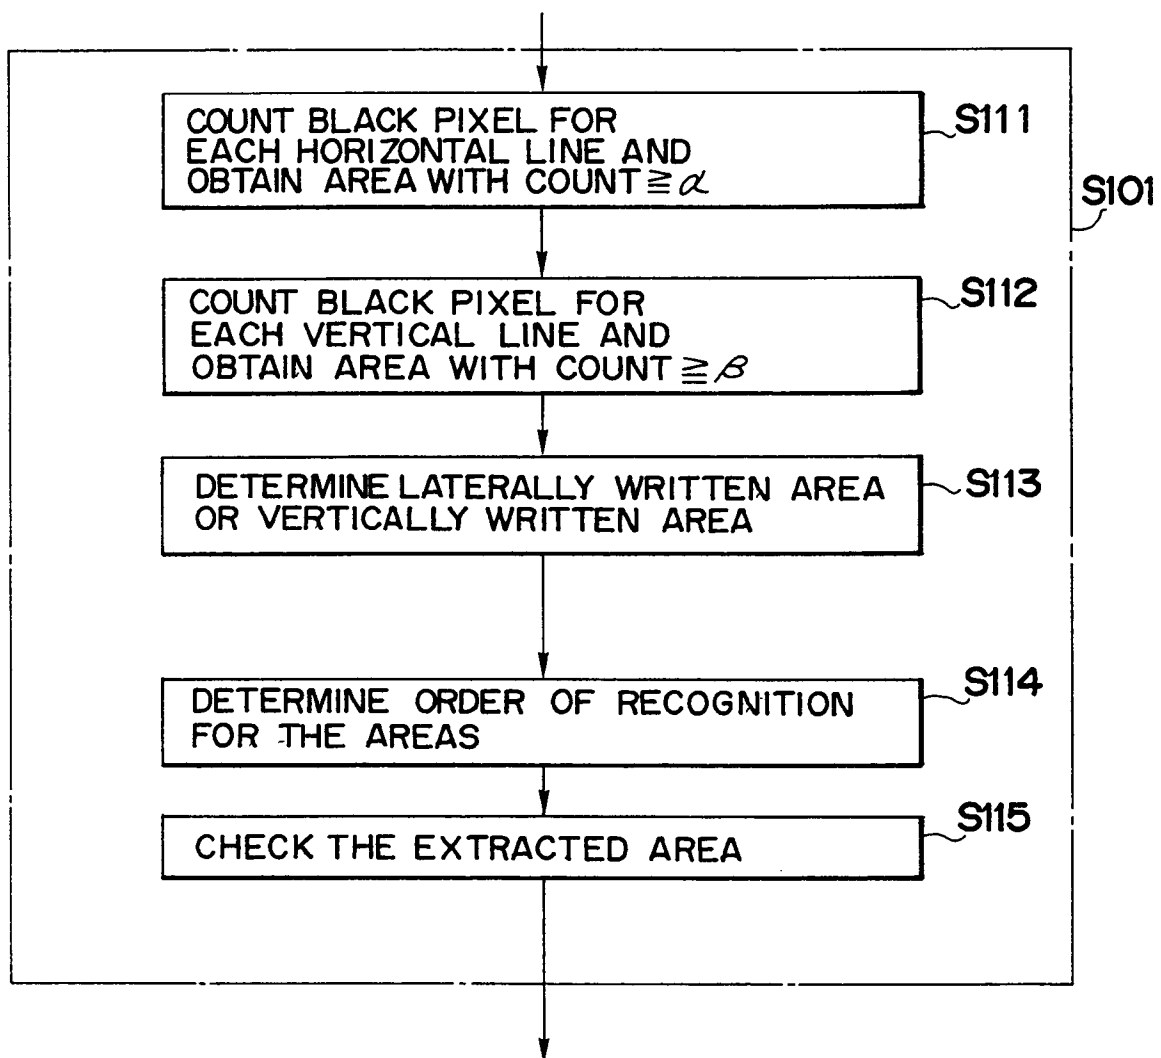 COUNT BLACK PIXEL FOR
EACH HORIZONTAL LINE AND
OBTAIN AREA WITH COUNT ≧ α
S111
S101
COUNT BLACK PIXEL FOR
EACH VERTICAL LINE AND
OBTAIN AREA WITH COUNT ≧ β
S112
DETERMINE LATERALLY WRITTEN AREA
OR VERTICALLY WRITTEN AREA
S113
DETERMINE ORDER OF RECOGNITION
FOR THE AREAS
S114
CHECK THE EXTRACTED AREA
S115